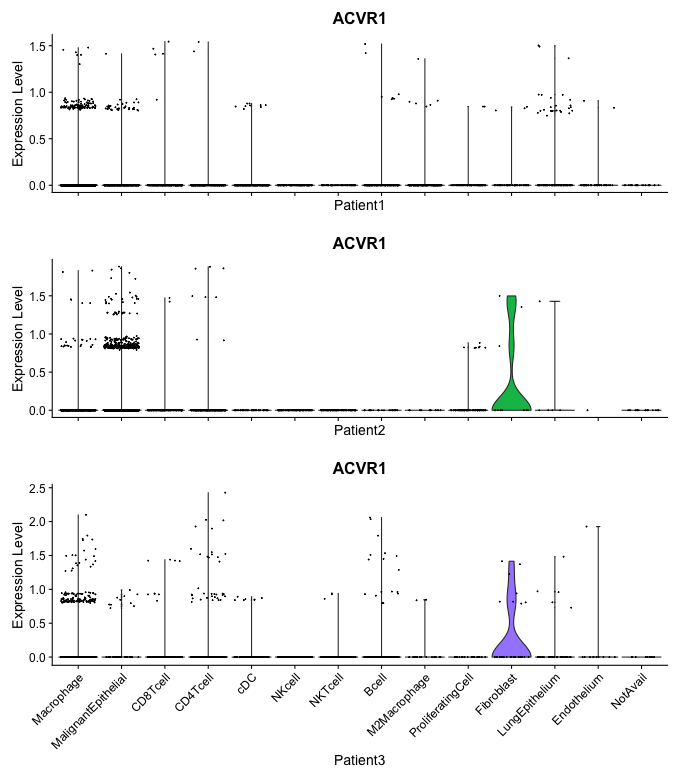 ACVR1
Expression Level
1.5
1.0
0.5
0.0
Patient1
ACVR1
Expression Level
1.5
1.0
0.5
0.0
Patient2
ACVR1
Expression Level
2.5
2.0
1.5
1.0
0.5
0.0
Macrophage
MalignantEpithelial
CD8Tcell
CD4Tcell
cDC
NKcell
NKTcell
Bcell
M2Macrophage
ProliferatingCell
Fibroblast
LungEpithelium
Endothelium
NotAvail
Patient3